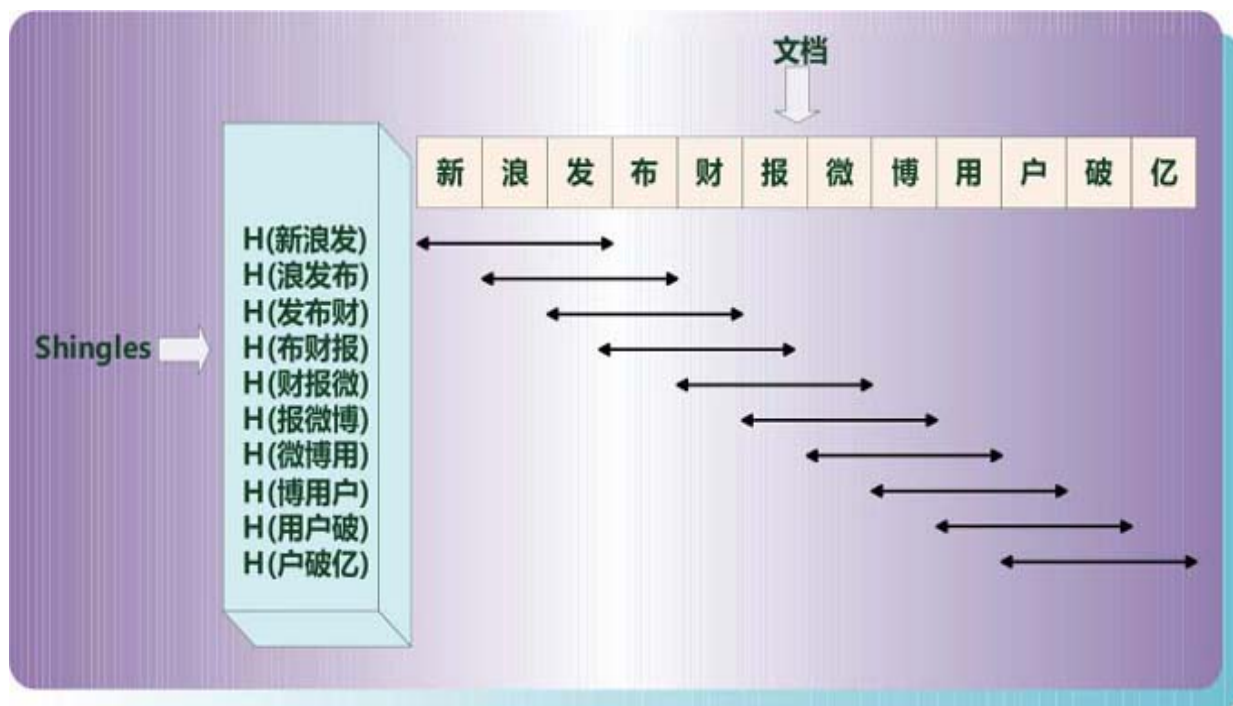 文档
新 浪 发 布 财 报 微 博 用 户 破 亿
Shingles
H(新浪发)
H(浪发布)
H(发布财)
H(布财报)
H(财报微)
H(报微博)
H(微博用)
H(博用户)
H(用户破)
H(户破亿)